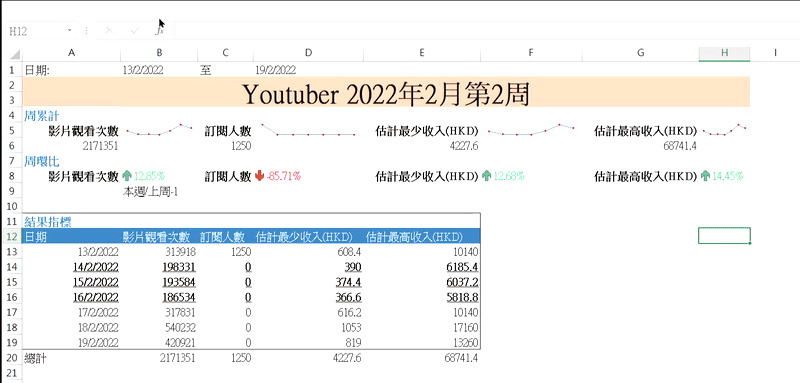 H12 fx
A B C D E F G H I
1 日期: 13/2/2022 至 19/2/2022
2
3 Youtuber 2022年2月第2周
4 周累計
5 影片觀看次數 訂閱人數 估計最少收入(HKD) 估計最高收入(HKD)
6 2171351 1250 4227.6 68741.4
7 周環比
8 影片觀看次數 12.85% 訂閱人數 -85.71% 估計最少收入(HKD) 12.68% 估計最高收入(HKD) 14.45%
9 本週/上周-1
10
11 結果指標
12 日期 影片觀看次數 訂閱人數 估計最少收入(HKD) 估計最高收入(HKD)
13 13/2/2022 313918 1250 608.4 10140
14 14/2/2022 198331 0 390 6185.4
15 15/2/2022 193584 0 374.4 6037.2
16 16/2/2022 186534 0 366.6 5818.8
17 17/2/2022 317831 0 616.2 10140
18 18/2/2022 540232 0 1053 17160
19 19/2/2022 420921 0 819 13260
20 總計 2171351 1250 4227.6 68741.4
21